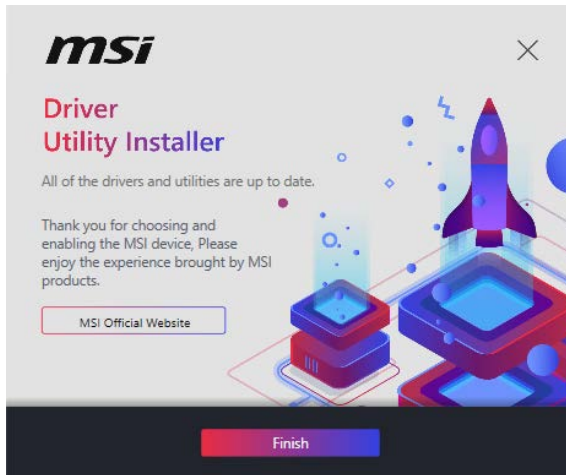 msi
Driver
Utility Installer
All of the drivers and utilities are up to date.
Thank you for choosing and
enabling the MSI device, Please
enjoy the experience brought by MSI
products.
MSI Official Website
Finish